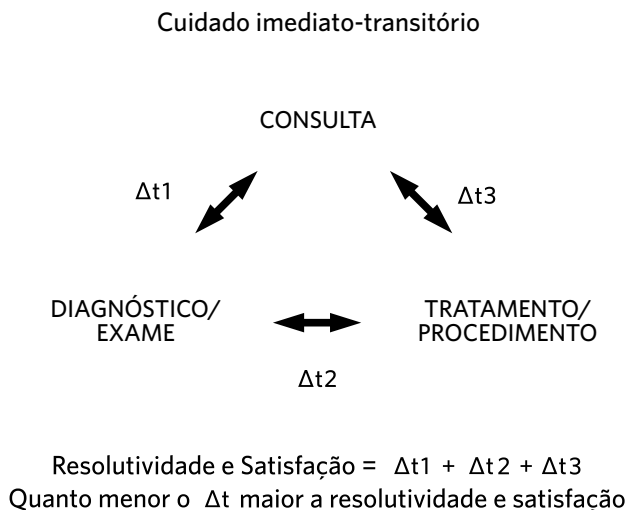 Cuidado imediato-transitório
CONSULTA
Δt1
Δt3
DIAGNÓSTICO/
EXAME
TRATAMENTO/
PROCEDIMENTO
Δt2
Resolutividade e Satisfação = Δt1 + Δt2 + Δt3
Quanto menor o Δt maior a resolutividade e satisfação